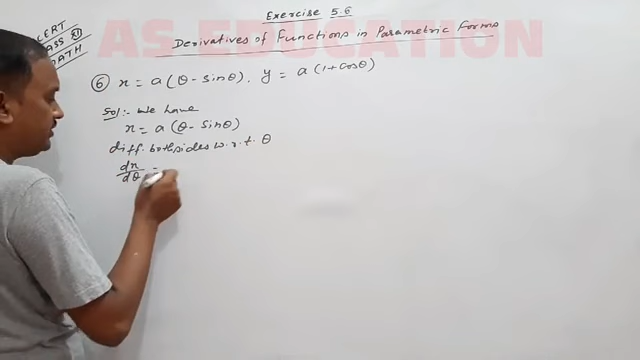 Exercise 5.6
AS EDUCATION
Derivatives of Functions in Parametric Forms
CERT
CLASS XII
MATH
⑥ x = a(θ - sinθ), y = a(1+cosθ)
Sol:- We have
x = a(θ - sinθ)
diff. both sides w.r.t. θ
dx/dθ =